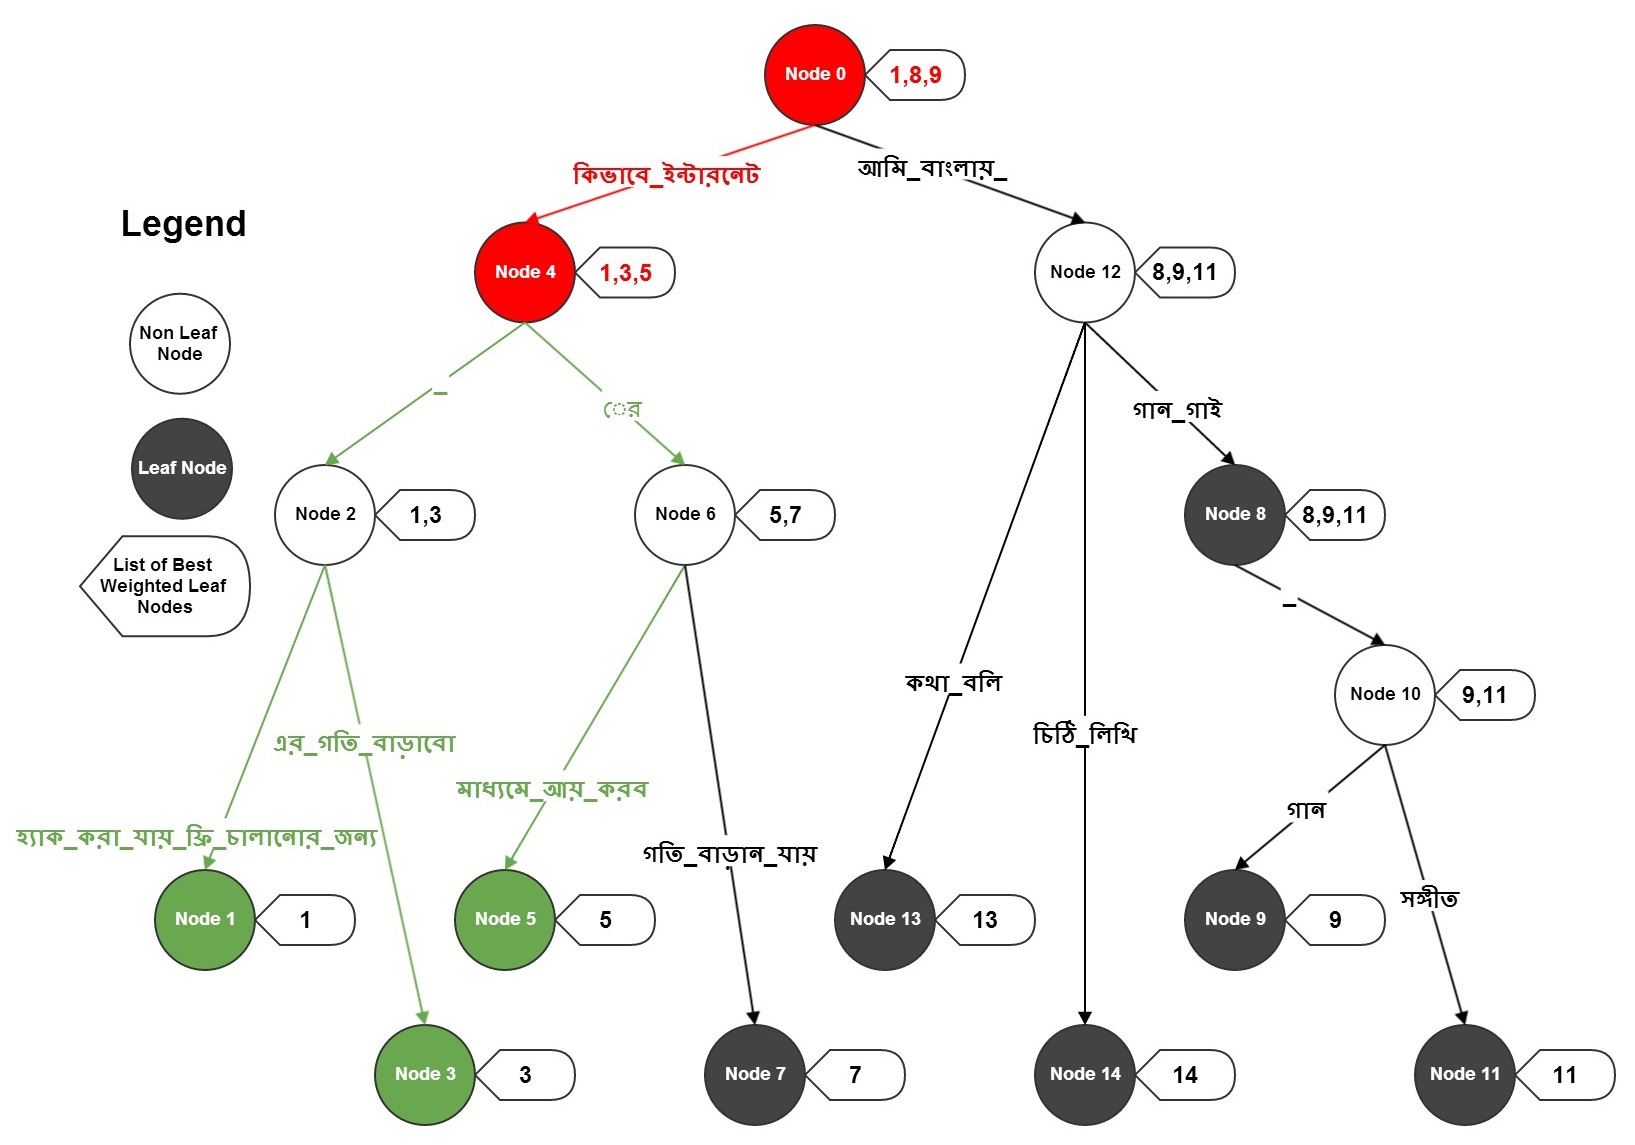 Node 0
1,8,9
কিভাবে_ইন্টারনেট
আমি_বাংলায়_
Legend
Node 4
1,3,5
Node 12
8,9,11
Non Leaf
Node
_
ের
গান_গাই
Leaf Node
Node 2
1,3
Node 6
5,7
Node 8
8,9,11
List of Best
Weighted Leaf
Nodes
_
কথা_বলি
Node 10
9,11
চিঠি_লিখি
এর_গতি_বাড়াবো
মাধ্যমে_আয়_করব
গান
হ্যাক_করা_যায়_ফ্রি_চালানোর_জন্য
গতি_বাড়ান_যায়
সঙ্গীত
Node 1
1
Node 5
5
Node 13
13
Node 9
9
Node 3
3
Node 7
7
Node 14
14
Node 11
11